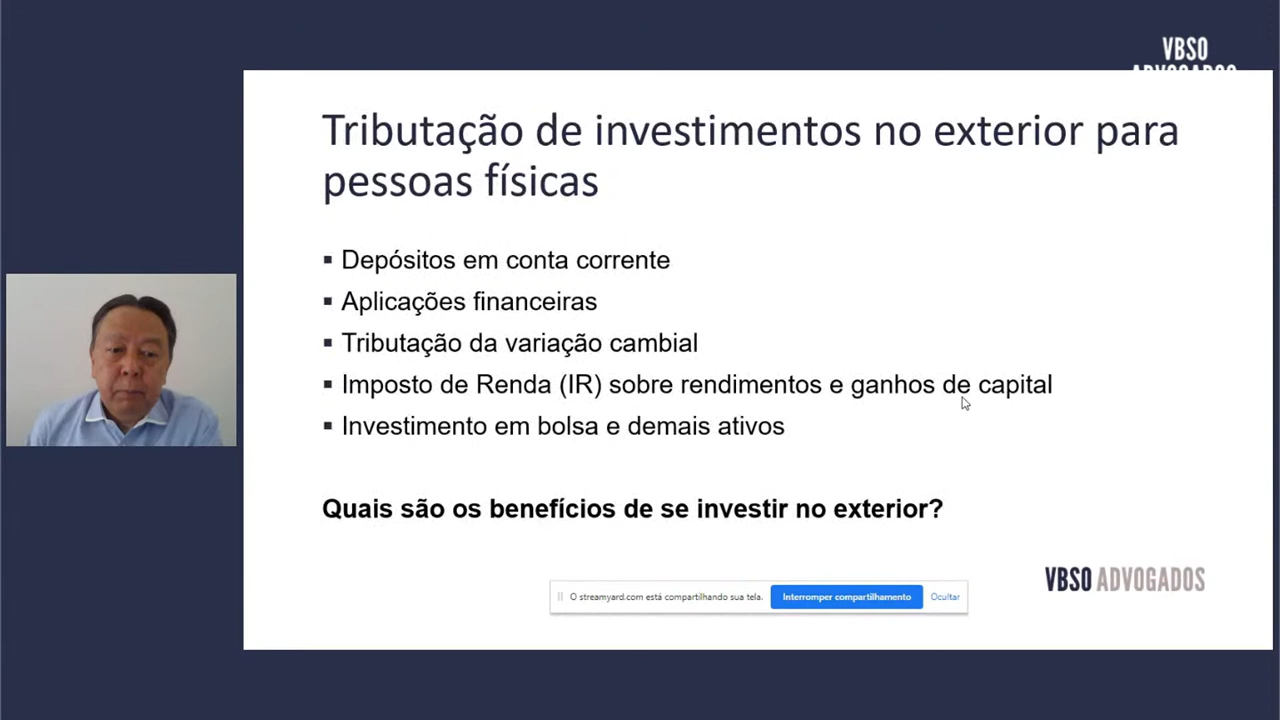 VBSO
ADVOGADOS
Tributação de investimentos no exterior para
pessoas físicas
▪ Depósitos em conta corrente
▪ Aplicações financeiras
▪ Tributação da variação cambial
▪ Imposto de Renda (IR) sobre rendimentos e ganhos de capital
▪ Investimento em bolsa e demais ativos
Quais são os benefícios de se investir no exterior?
VBSO ADVOGADOS
O streamyard.com está compartilhando sua tela. Interromper compartilhamento Ocultar